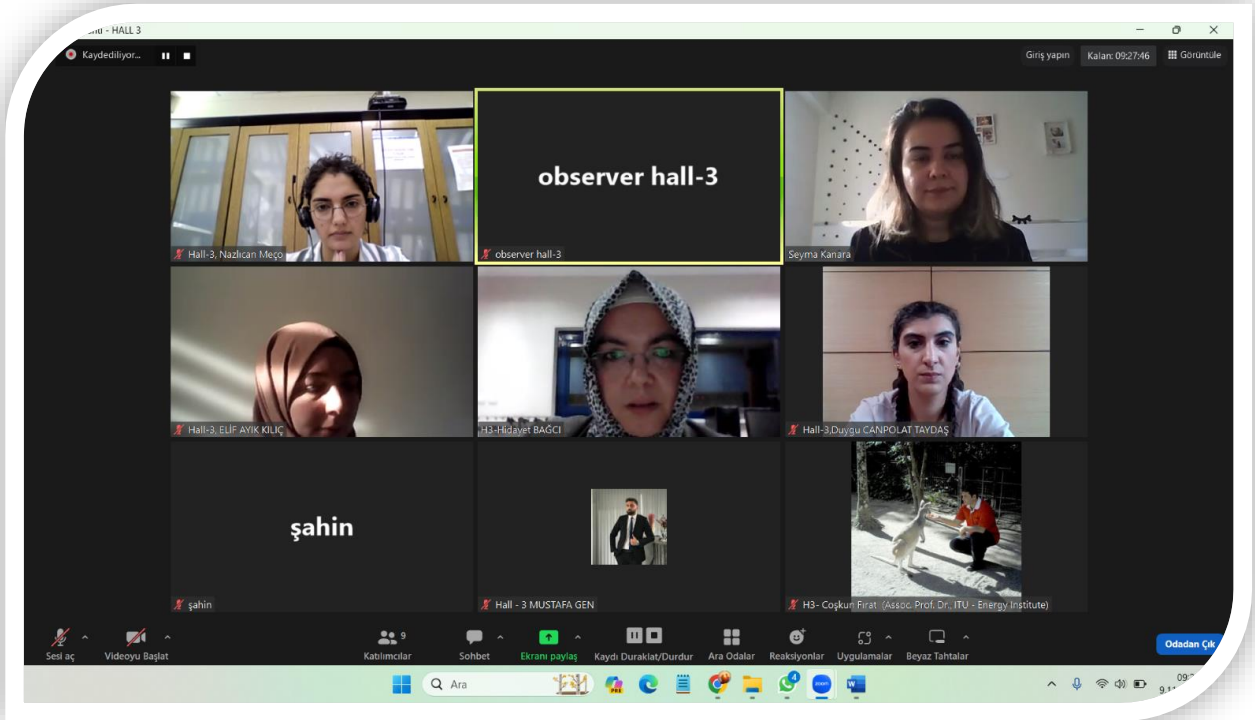 - HALL 3
Kaydediliyor...
Giriş yapın
Kalan: 09:27:46
Görüntüle
Hall-3, Nazlıcan Meço
observer hall-3
observer hall-3
Seyma Kanara
Hall-3, ELİF AYIK KILIÇ
H3-Hidayet BAĞCI
Hall-3,Duygu CANPOLAT TAYDAŞ
şahin
şahin
Hall - 3 MUSTAFA GEN
H3- Coşkun Fırat (Assoc. Prof. Dr., ITU - Energy Institute)
Sesi aç
Videoyu Başlat
9
Katılımcılar
Sohbet
Ekranı paylaş
Kaydı Duraklat/Durdur
Ara Odalar
Reaksiyonlar
Uygulamalar
Beyaz Tahtalar
Odadan Çık
Ara
PRE
4
zoom
W